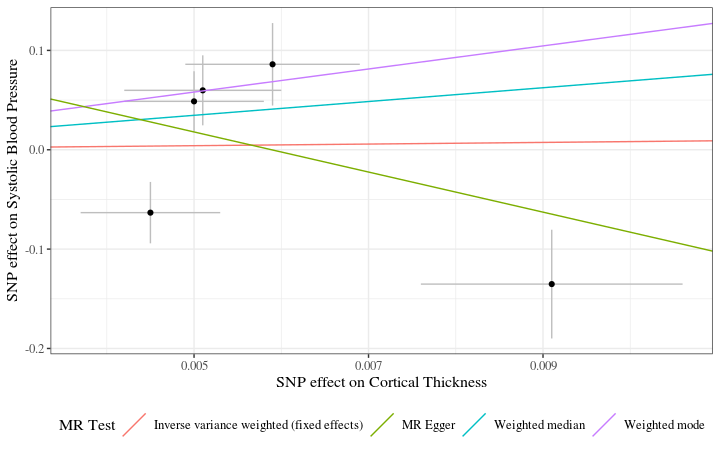 SNP effect on Systolic Blood Pressure
0.1
0.0
-0.1
-0.2
0.005
0.007
0.009
SNP effect on Cortical Thickness
MR Test
Inverse variance weighted (fixed effects)
MR Egger
Weighted median
Weighted mode